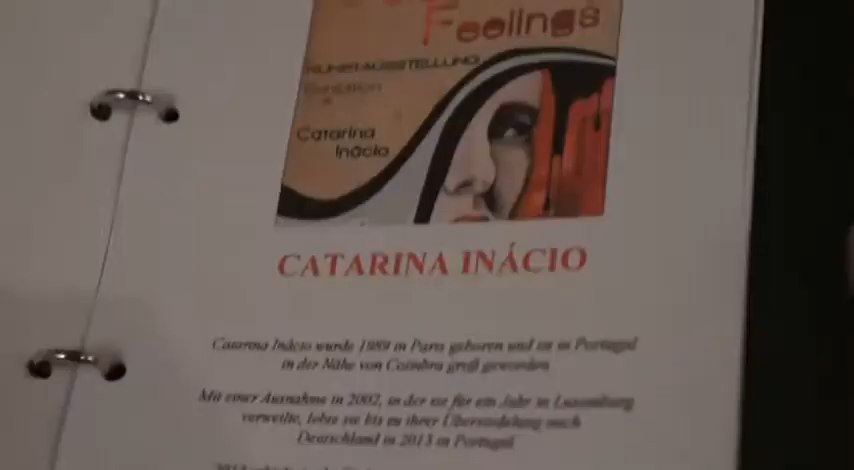 Feelings
KUNSTAUSSTELLUNG
Catarina
Inácio
CATARINA INÁCIO
Catarina Inácio wurde 1989 in Paris geboren und ist in Portugal
in der Nähe von Coimbra groß geworden
Mit einer Ausnahme in 2002, in der sie für ein Jahr in Luxemburg
verweilte, lebte sie bis zu ihrer Übersiedelung nach
Deutschland in 2013 in Portugal